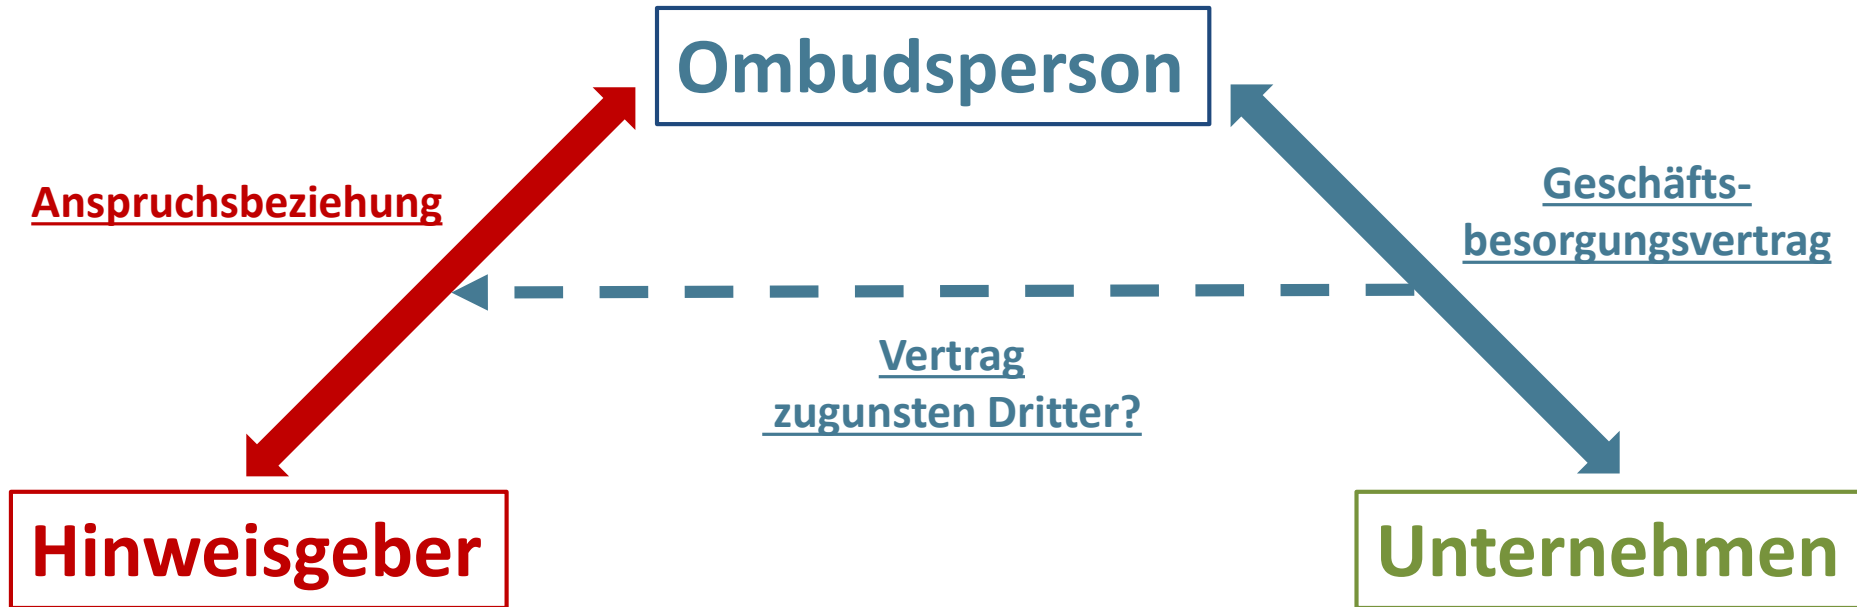 Ombudsperson
Anspruchsbeziehung
Geschäfts-
besorgungsvertrag
Vertrag
zugunsten Dritter?
Hinweisgeber
Unternehmen